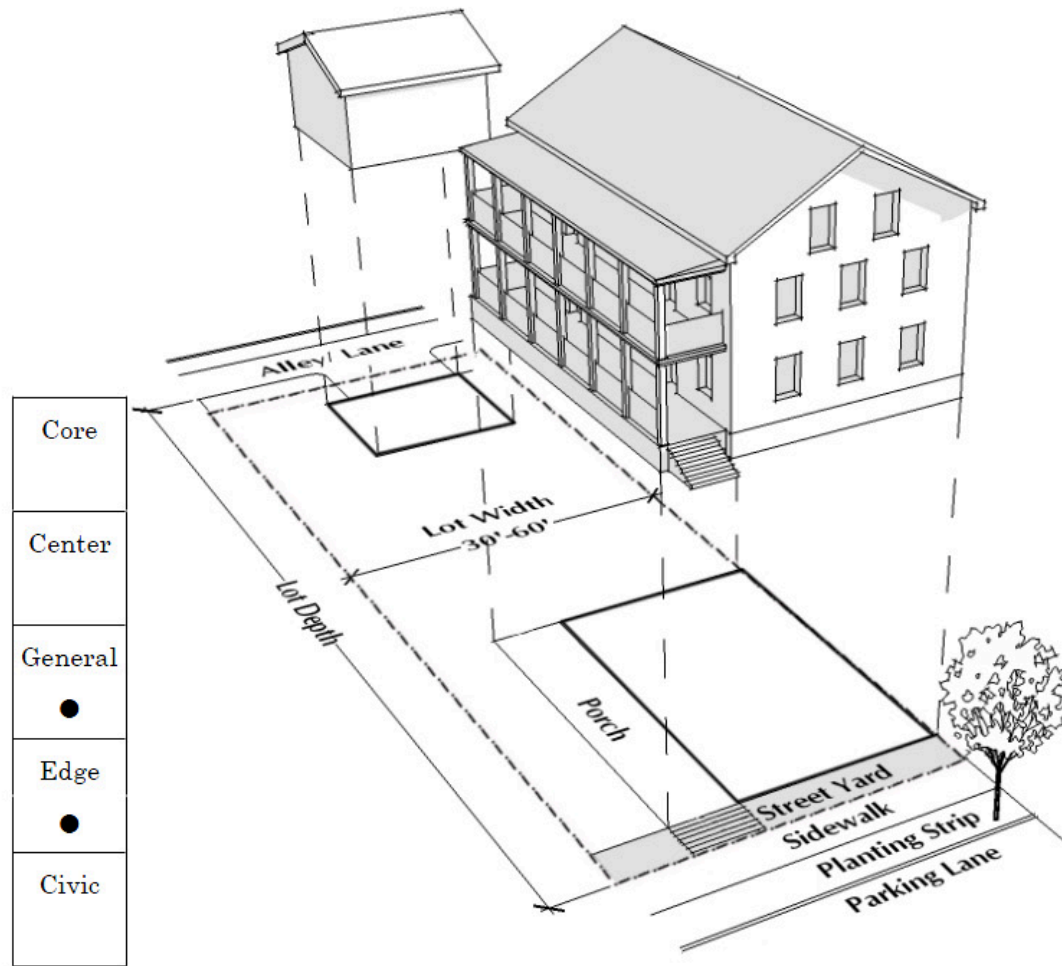 Alley/ Lane
Core
Center
General
Edge
Civic
Lot Width
30'-60'
Lot Depth
Porch
Street Yard
Sidewalk
Planting Strip
Parking Lane